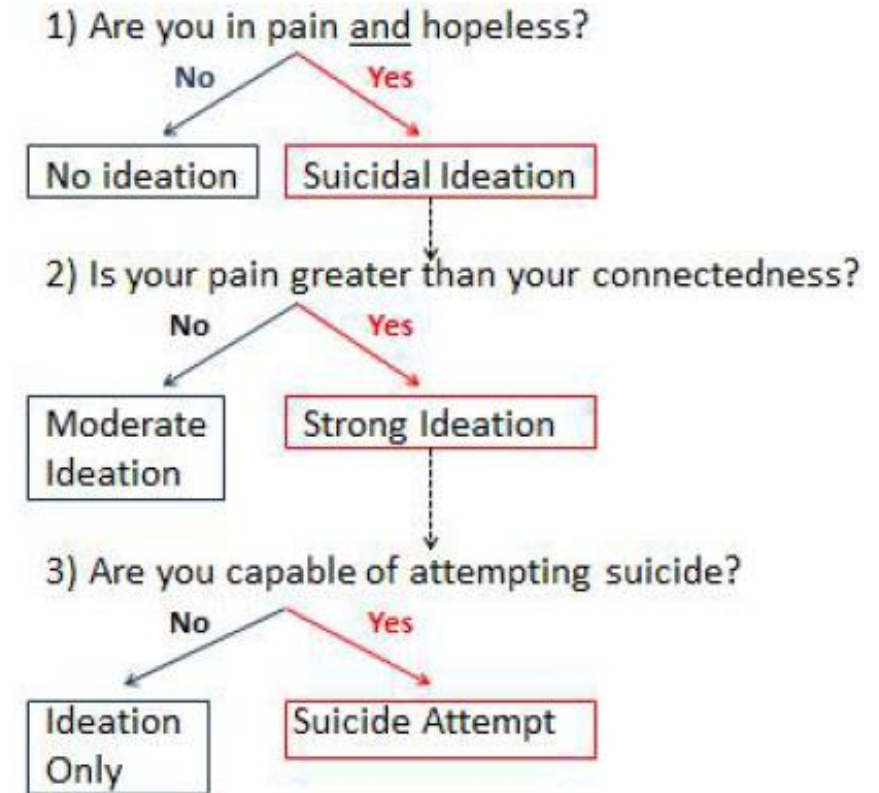 1) Are you in pain and hopeless?
No Yes
No ideation Suicidal Ideation
2) Is your pain greater than your connectedness?
No Yes
Moderate Ideation Strong Ideation
3) Are you capable of attempting suicide?
No Yes
Ideation Only Suicide Attempt